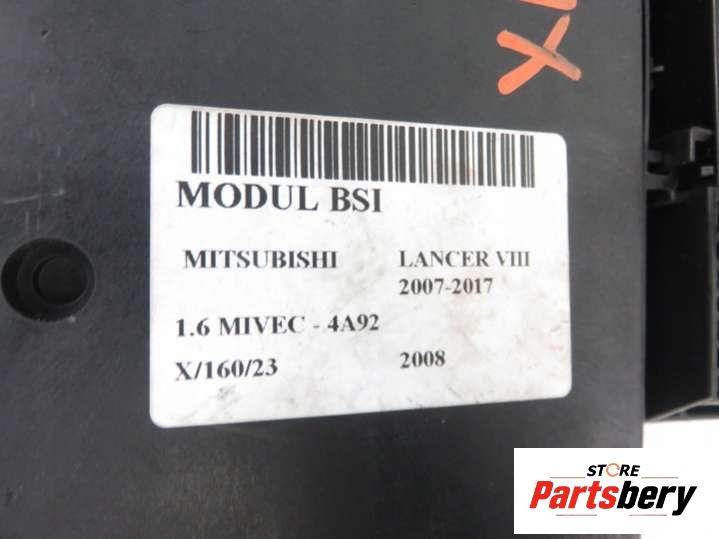 X
MODUL BSI
MITSUBISHI LANCER VIII
2007-2017
1.6 MIVEC - 4A92
X/160/23 2008
STORE
Partsbery